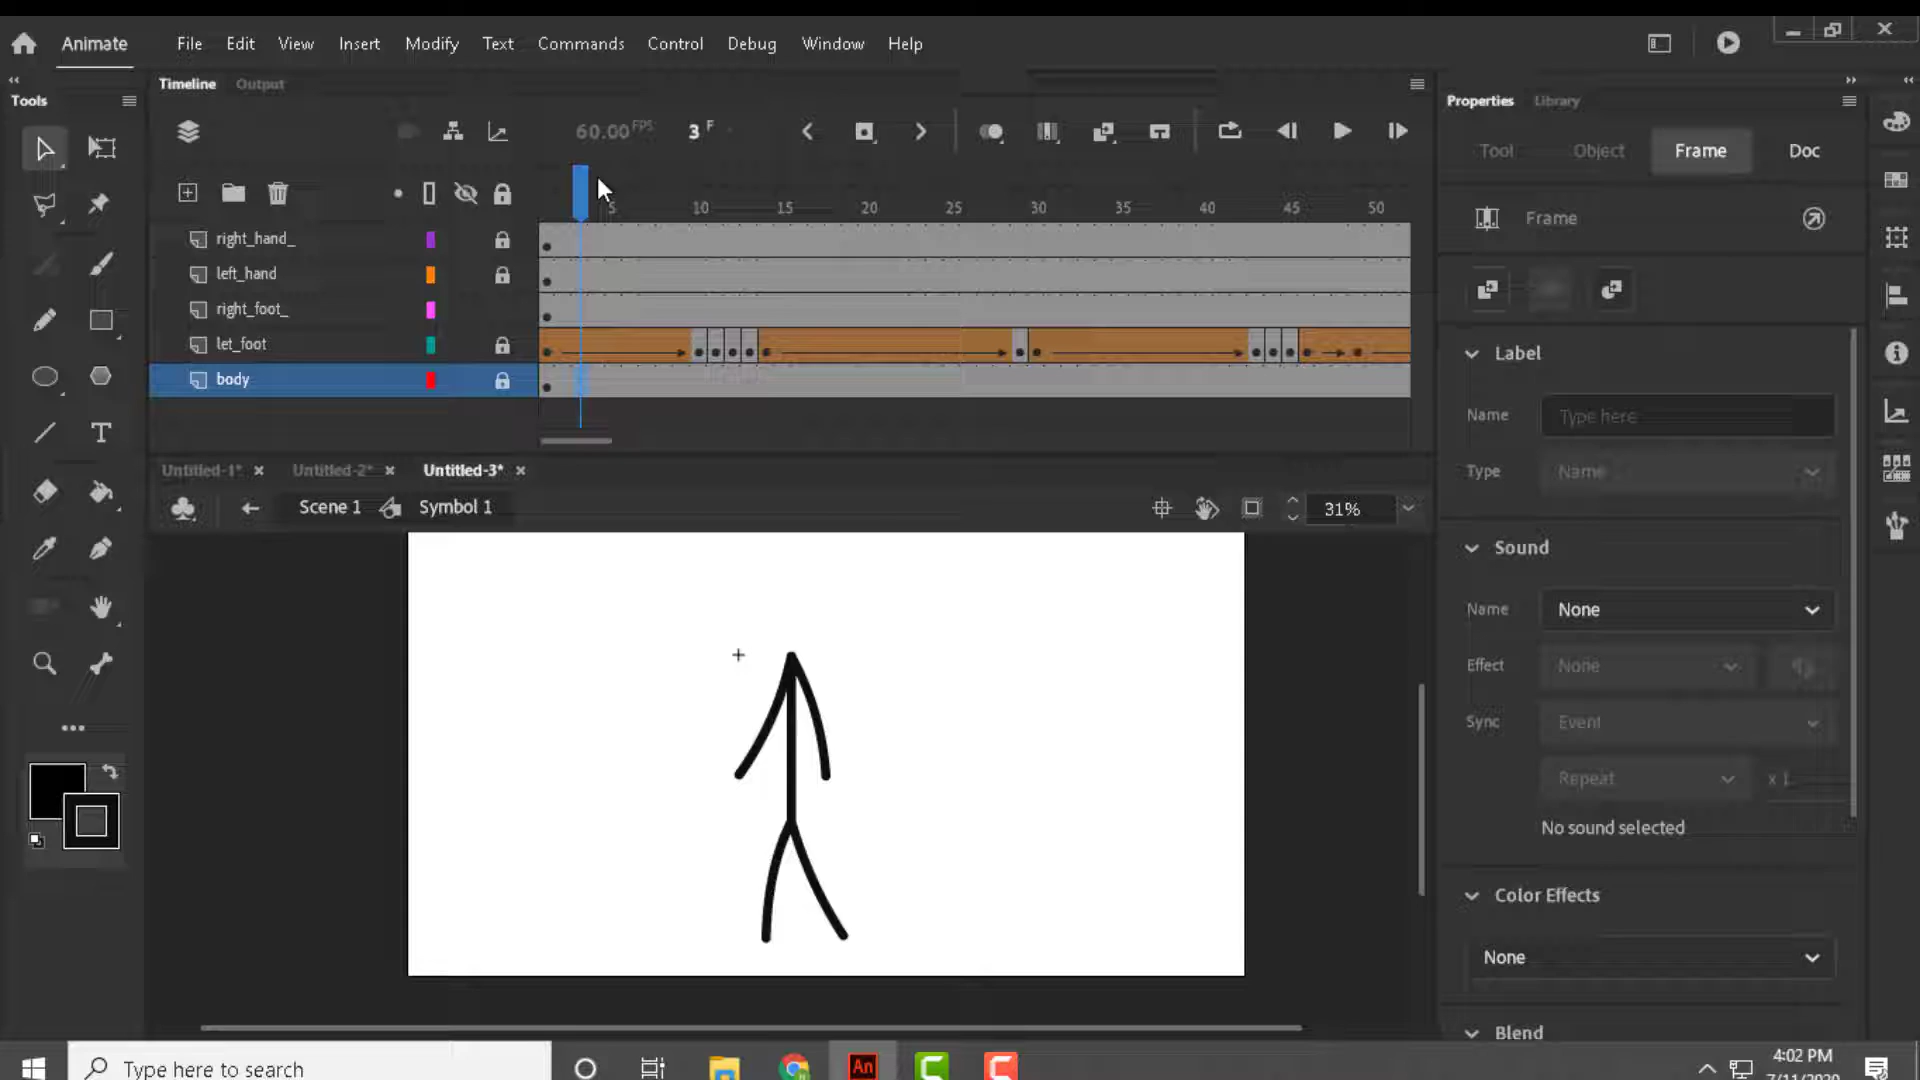 Animate File Edit View Insert Modify Text Commands Control Debug Window Help
Timeline Output
Tools
60.00 FPS 3 F
5 10 15 20 25 30 35 40 45 50
right_hand_
left_hand
right_foot_
let_foot
body
Untitled-1* Untitled-2* Untitled-3*
Scene 1 Symbol 1 31%
Properties Library
Tool Object Frame Doc
Frame
Label
Name Type here
Type Name
Sound
Name None
Effect None
Sync Event
Repeat x 1
No sound selected
Color Effects
None
Blend
Type here to search
An
4:02 PM